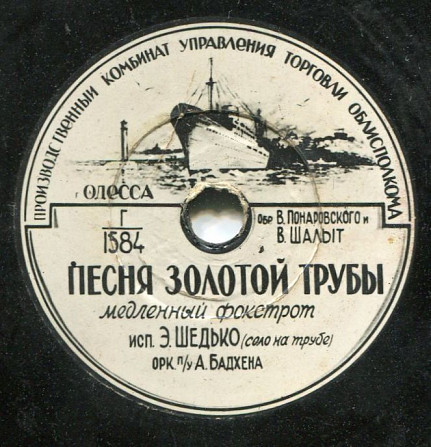 ПРОИЗВОДСТВЕННЫЙ КОМБИНАТ УПРАВЛЕНИЯ ТОРГОВЛИ ОБЛИСПОЛКОМА
ОДЕССА
Г
1584
ОБР В. ПОНАРОВСКОГО И
В. ШАЛЫТ
ПЕСНЯ ЗОЛОТОЙ ТРУБЫ
медленный фокстрот
ИСП. Э. ШЕДЬКО (соло на трубе)
ОРК. П/У А. БАДХЕНА